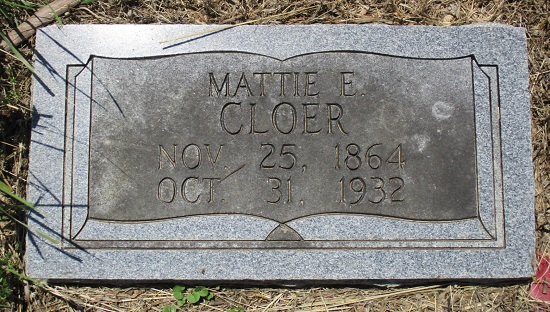 MATTIE E.
CLOER
NOV. 25, 1864
OCT. 31, 1932